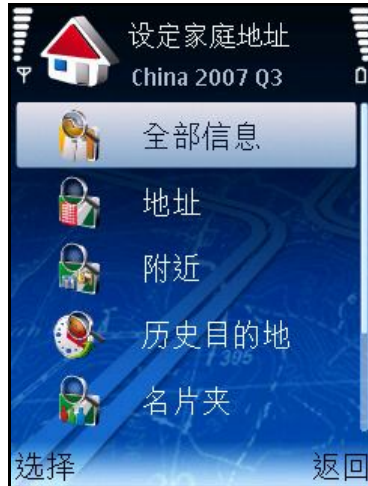 设定家庭地址
China 2007 Q3
全部信息
地址
附近
历史目的地
名片夹
选择 返回